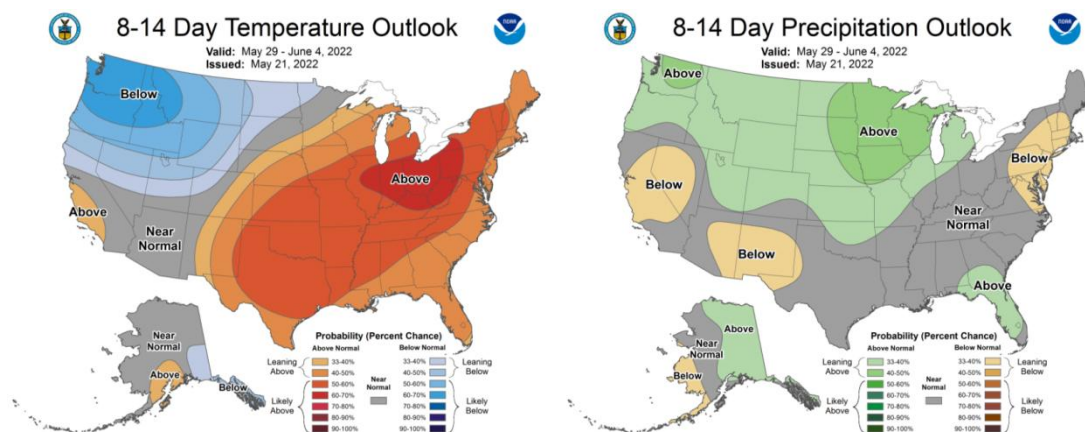 8-14 Day Temperature Outlook
Valid: May 29 - June 4, 2022
Issued: May 21, 2022
Below
Above
Above
Near
Normal
Near
Normal
Above
Below
Probability (Percent Chance)
Above Normal
Below Normal
Leaning
Above
Likely
Above
33-40%
40-50%
50-60%
60-70%
70-80%
80-90%
90-100%
Near
Normal
33-40%
40-50%
50-60%
60-70%
70-80%
80-90%
90-100%
Leaning
Below
Likely
Below
8-14 Day Precipitation Outlook
Valid: May 29 - June 4, 2022
Issued: May 21, 2022
Above
Above
Below
Below
Near
Normal
Below
Above
Above
Near
Normal
Below
Probability (Percent Chance)
Above Normal
Below Normal
Leaning
Above
Likely
Above
33-40%
40-50%
50-60%
60-70%
70-80%
80-90%
90-100%
Near
Normal
33-40%
40-50%
50-60%
60-70%
70-80%
80-90%
90-100%
Leaning
Below
Likely
Below